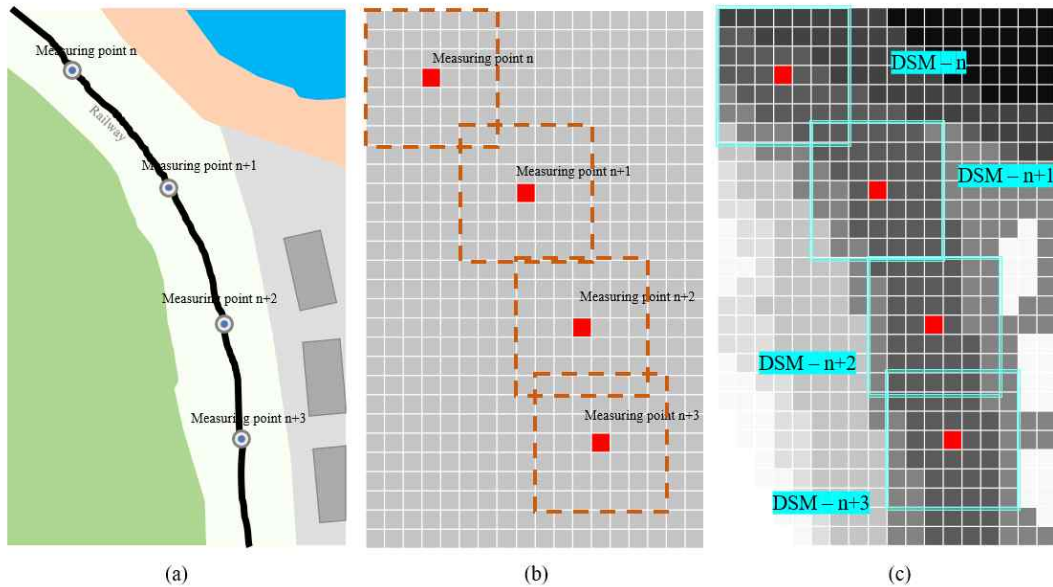 Measuring point n
Railway
Measuring point n+1
Measuring point n+2
Measuring point n+3
(a)
Measuring point n
Measuring point n+1
Measuring point n+2
Measuring point n+3
(b)
DSM – n
DSM – n+1
DSM – n+2
DSM – n+3
(c)